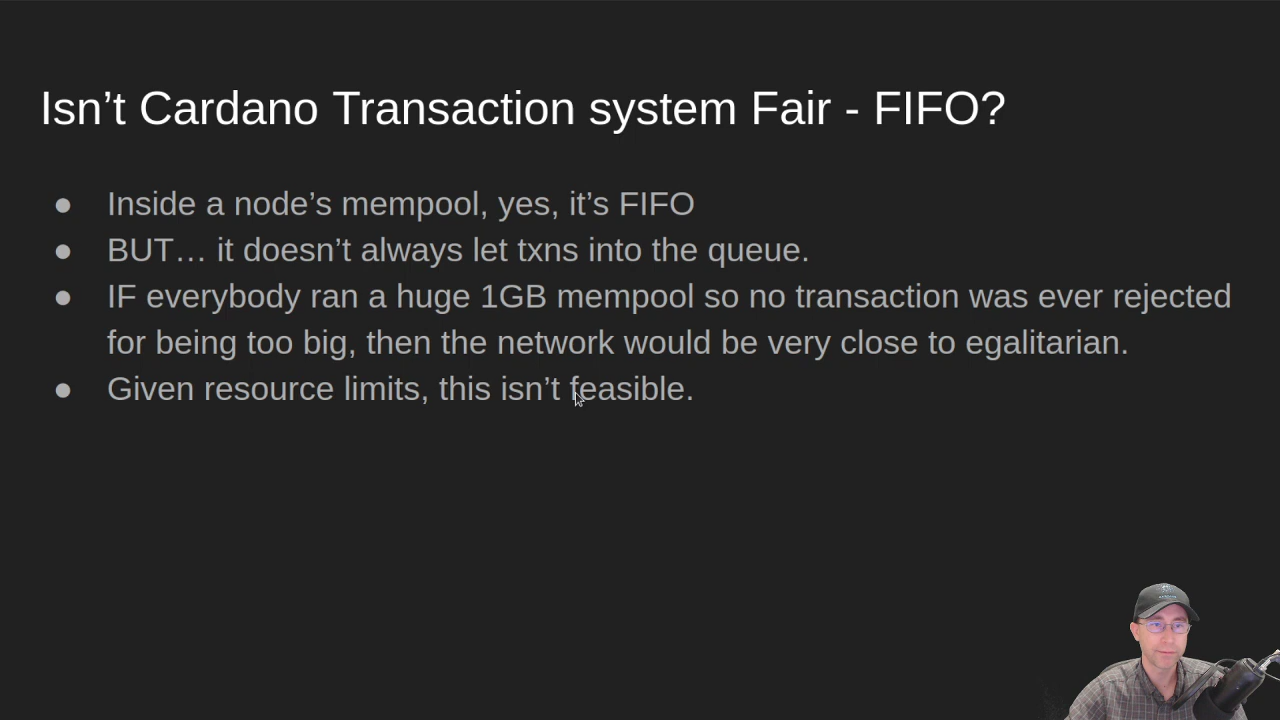 Isn’t Cardano Transaction system Fair - FIFO?
● Inside a node’s mempool, yes, it’s FIFO
● BUT… it doesn’t always let txns into the queue.
● IF everybody ran a huge 1GB mempool so no transaction was ever rejected
for being too big, then the network would be very close to egalitarian.
● Given resource limits, this isn’t feasible.